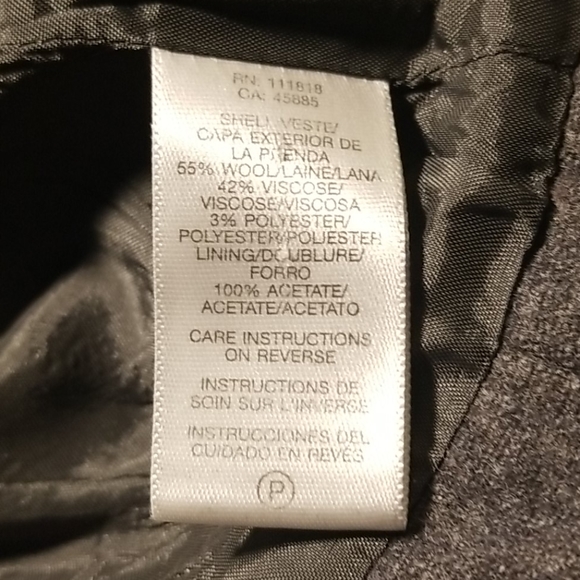 RN: 111818
CA: 45885
SHELL/VESTE/
CAPA EXTERIOR DE
LA PRENDA
55% WOOL/LAINE/LANA
42% VISCOSE/
VISCOSE/VISCOSA
3% POLYESTER/
POLYESTER/POLIESTER
LINING/DOUBLURE/
FORRO
100% ACETATE/
ACETATE/ACETATO
CARE INSTRUCTIONS
ON REVERSE
INSTRUCTIONS DE
SOIN SUR L'INVERSE
INSTRUCCIONES DEL
CUIDADO EN REVÉS
P